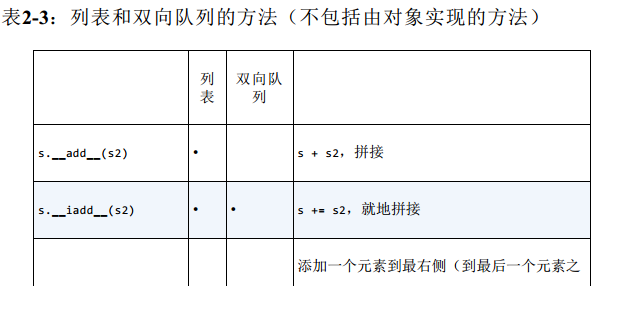 表2-3：列表和双向队列的方法（不包括由对象实现的方法）
列表 双向队列
s.__add__(s2) • s + s2，拼接
s.__iadd__(s2) • • s += s2，就地拼接
添加一个元素到最右侧（到最后一个元素之